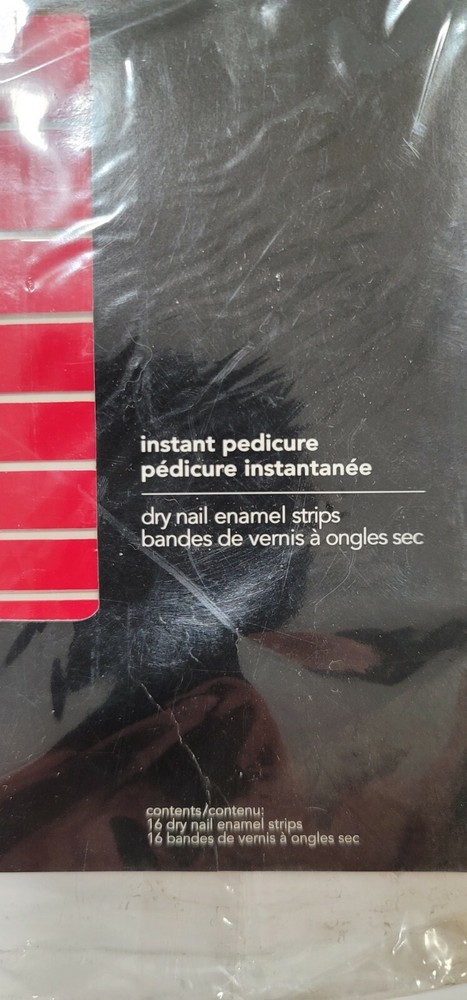 instant pedicure
pédicure instantanée
dry nail enamel strips
bandes de vernis à ongles sec
contents/contenu:
16 dry nail enamel strips
16 bandes de vernis à ongles sec